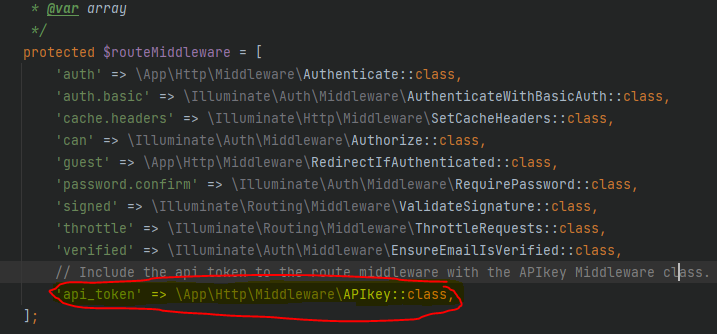 * @var array
*/
protected $routeMiddleware = [
'auth' => \App\Http\Middleware\Authenticate::class,
'auth.basic' => \Illuminate\Auth\Middleware\AuthenticateWithBasicAuth::class,
'cache.headers' => \Illuminate\Http\Middleware\SetCacheHeaders::class,
'can' => \Illuminate\Auth\Middleware\Authorize::class,
'guest' => \App\Http\Middleware\RedirectIfAuthenticated::class,
'password.confirm' => \Illuminate\Auth\Middleware\RequirePassword::class,
'signed' => \Illuminate\Routing\Middleware\ValidateSignature::class,
'throttle' => \Illuminate\Routing\Middleware\ThrottleRequests::class,
'verified' => \Illuminate\Auth\Middleware\EnsureEmailIsVerified::class,
// Include the api token to the route middleware with the APIkey Middleware class.
'api_token' => \App\Http\Middleware\APIkey::class,
];